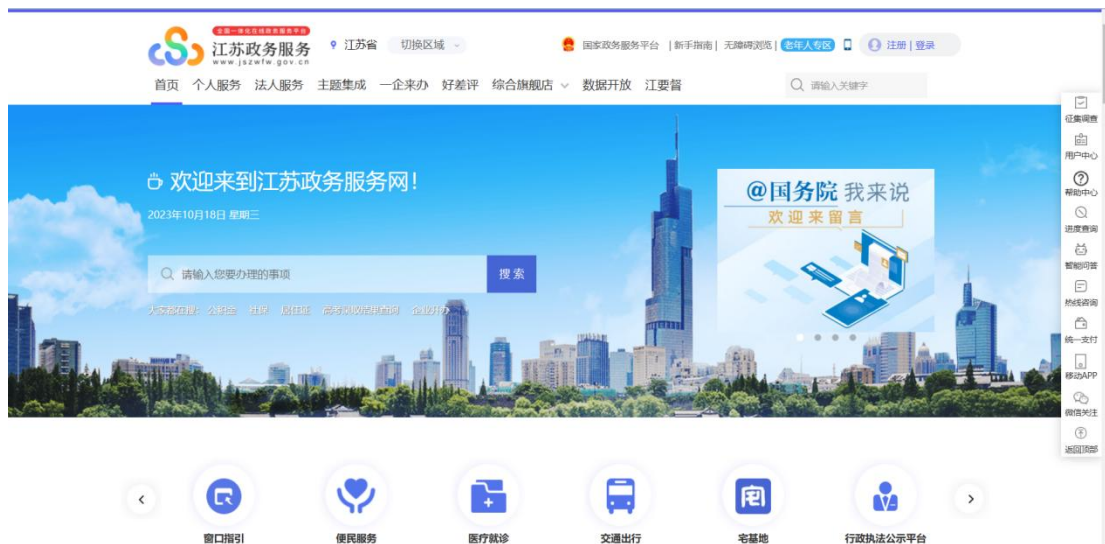 全国一体化在线政务服务平台
江苏政务服务
www.jszwfw.gov.cn
江苏省 切换区域
国家政务服务平台 | 新手指南 | 无障碍浏览 | 老年人专区 注册 | 登录
首页 个人服务 法人服务 主题集成 一企来办 好差评 综合旗舰店 数据开放 江要督
请输入关键字
欢迎来到江苏政务服务网!
2023年10月18日 星期三
请输入您要办理的事项 搜索
大家都在搜: 公积金 社保 居住证 高考录取结果查询 企业开办
@国务院 我来说
欢迎来留言
征集调查
用户中心
帮助中心
进度查询
智能问答
热线咨询
统一支付
移动APP
微信关注
返回顶部
窗口指引 便民服务 医疗就诊 交通出行 宅基地 行政执法公示平台